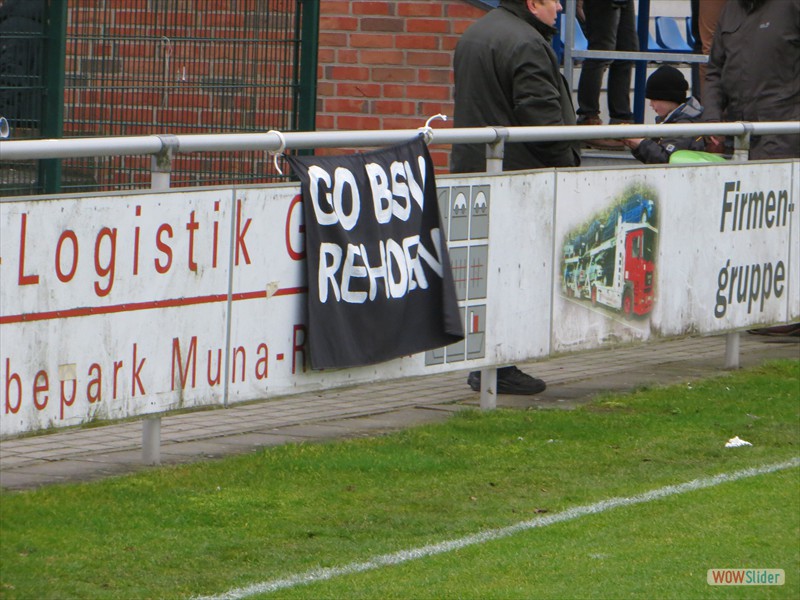 GO BSV
REHDEN
-Logistik G
bepark Muna-R
Firmen-
gruppe
WOWSlider